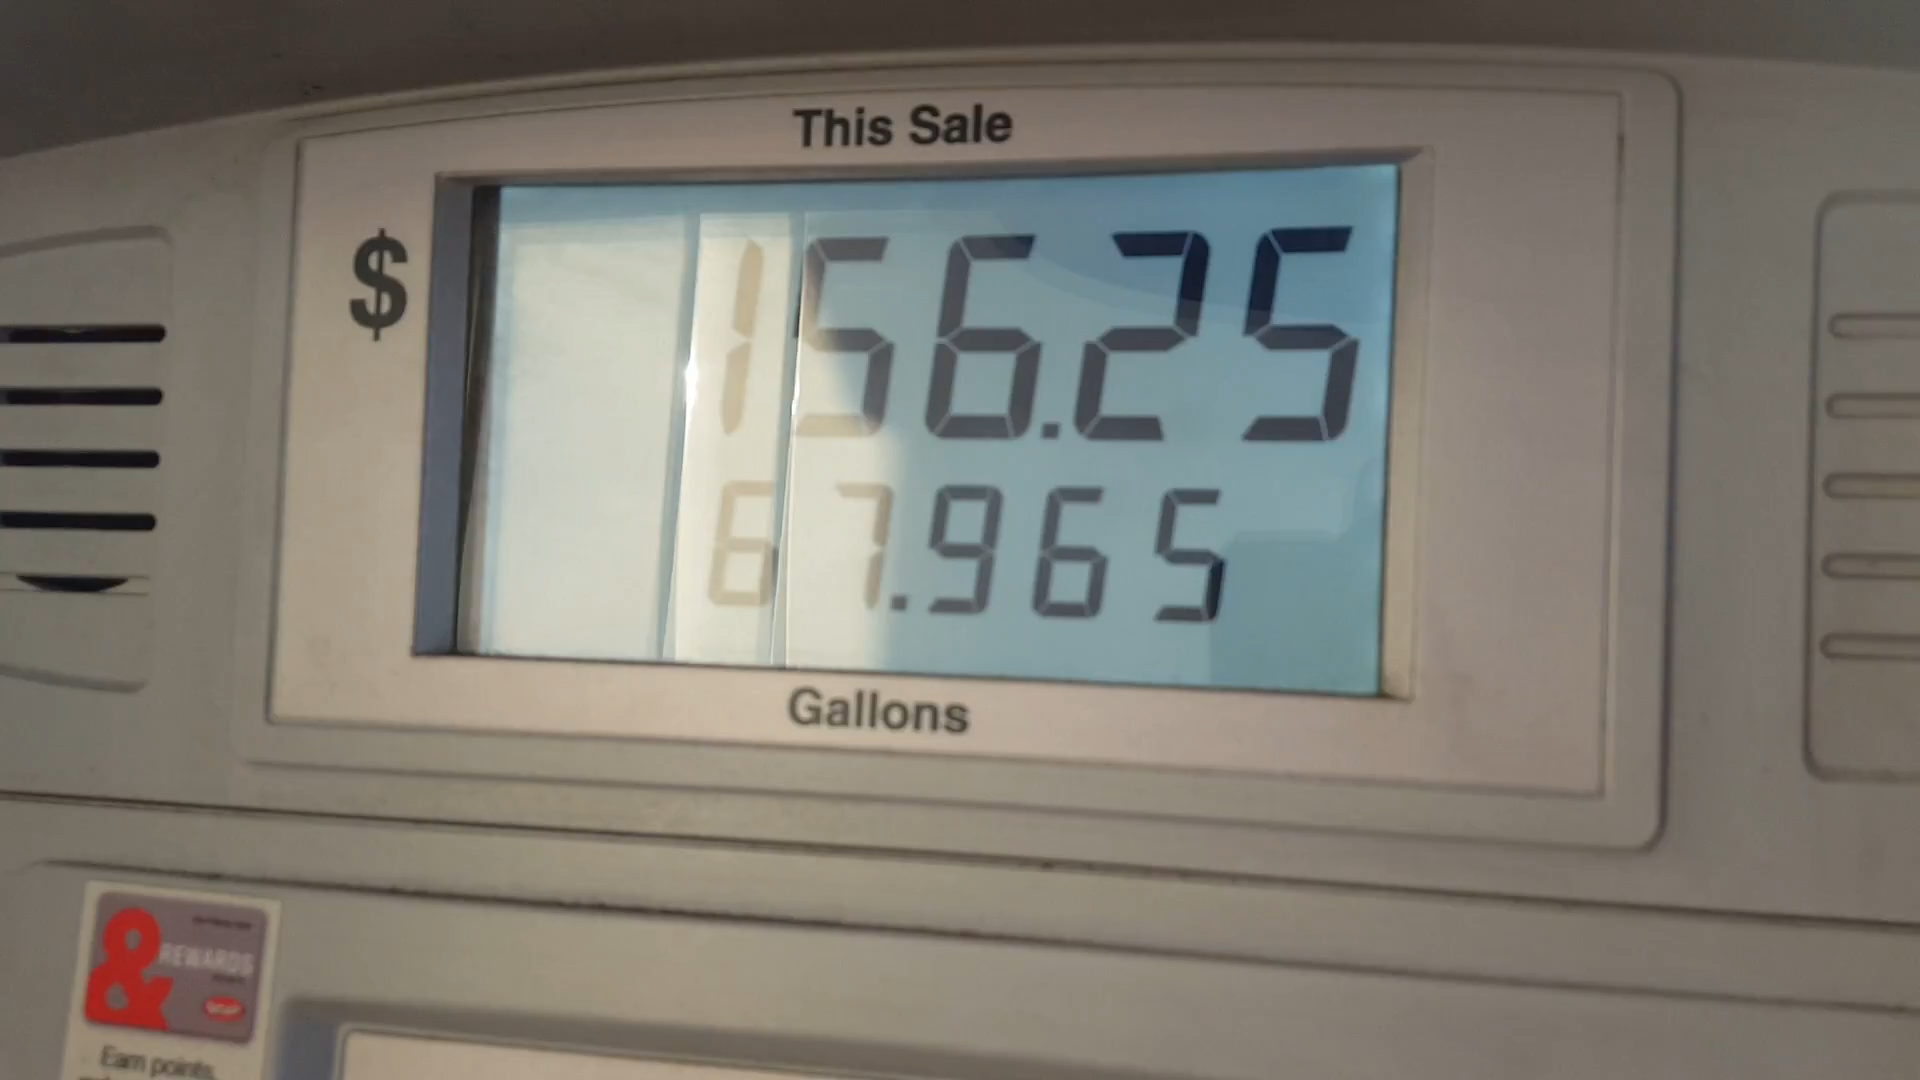 This Sale
$ 156.25
67.965
Gallons
&
REWARDS
Earn points,